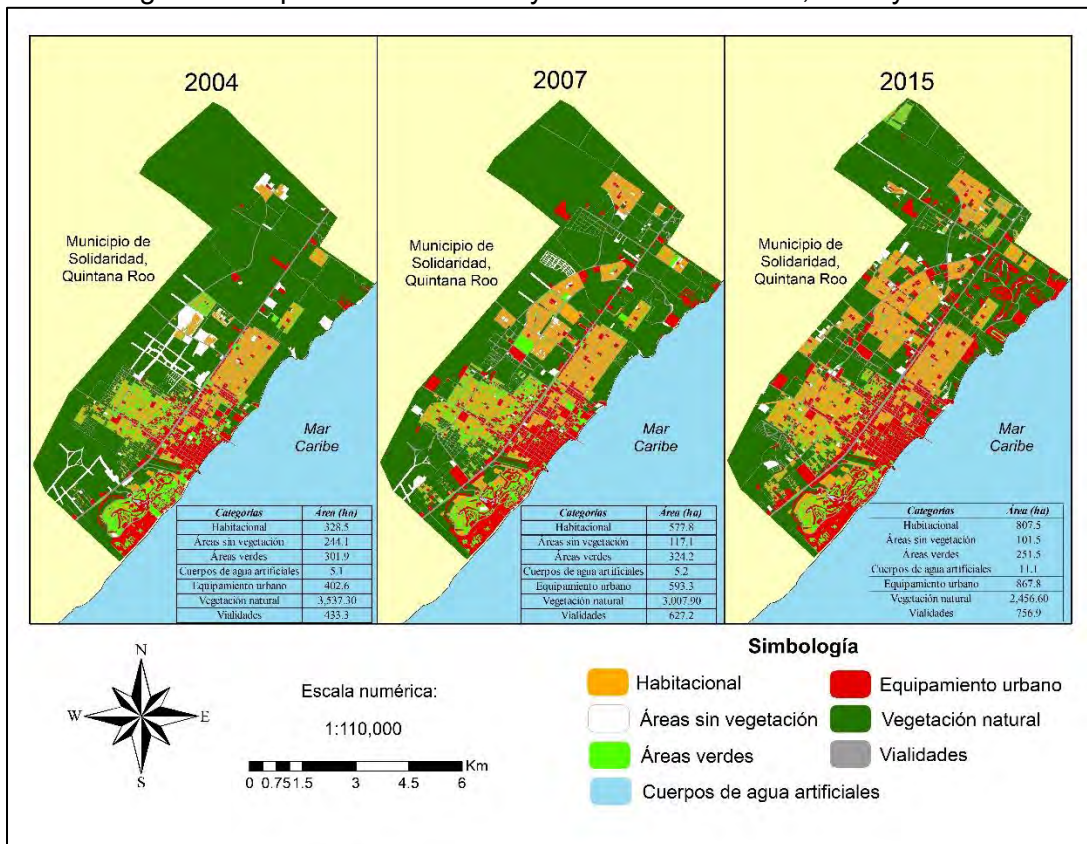 2004
2007
2015
Municipio de
Solidaridad,
Quintana Roo
Municipio de
Solidaridad,
Quintana Roo
Municipio de
Solidaridad,
Quintana Roo
Mar
Caribe
Mar
Caribe
Mar
Caribe
Categorías Área (ha)
Habitacional 328.5
Áreas sin vegetación 244.1
Áreas verdes 301.9
Cuerpos de agua artificiales 5.1
Equipamiento urbano 402.6
Vegetación natural 3,537.30
Vialidades 433.3
Categorías Área (ha)
Habitacional 577.8
Áreas sin vegetación 117.1
Áreas verdes 324.2
Cuerpos de agua artificiales 5.2
Equipamiento urbano 593.3
Vegetación natural 3,007.90
Vialidades 627.2
Categorías Área (ha)
Habitacional 807.5
Áreas sin vegetación 101.5
Áreas verdes 251.5
Cuerpos de agua artificiales 11.1
Equipamiento urbano 867.8
Vegetación natural 2,456.60
Vialidades 756.9
N
W E
S
Escala numérica:
1:110,000
Km
0 0.75 1.5 3 4.5 6
Simbología
Habitacional
Equipamiento urbano
Áreas sin vegetación
Vegetación natural
Áreas verdes
Vialidades
Cuerpos de agua artificiales